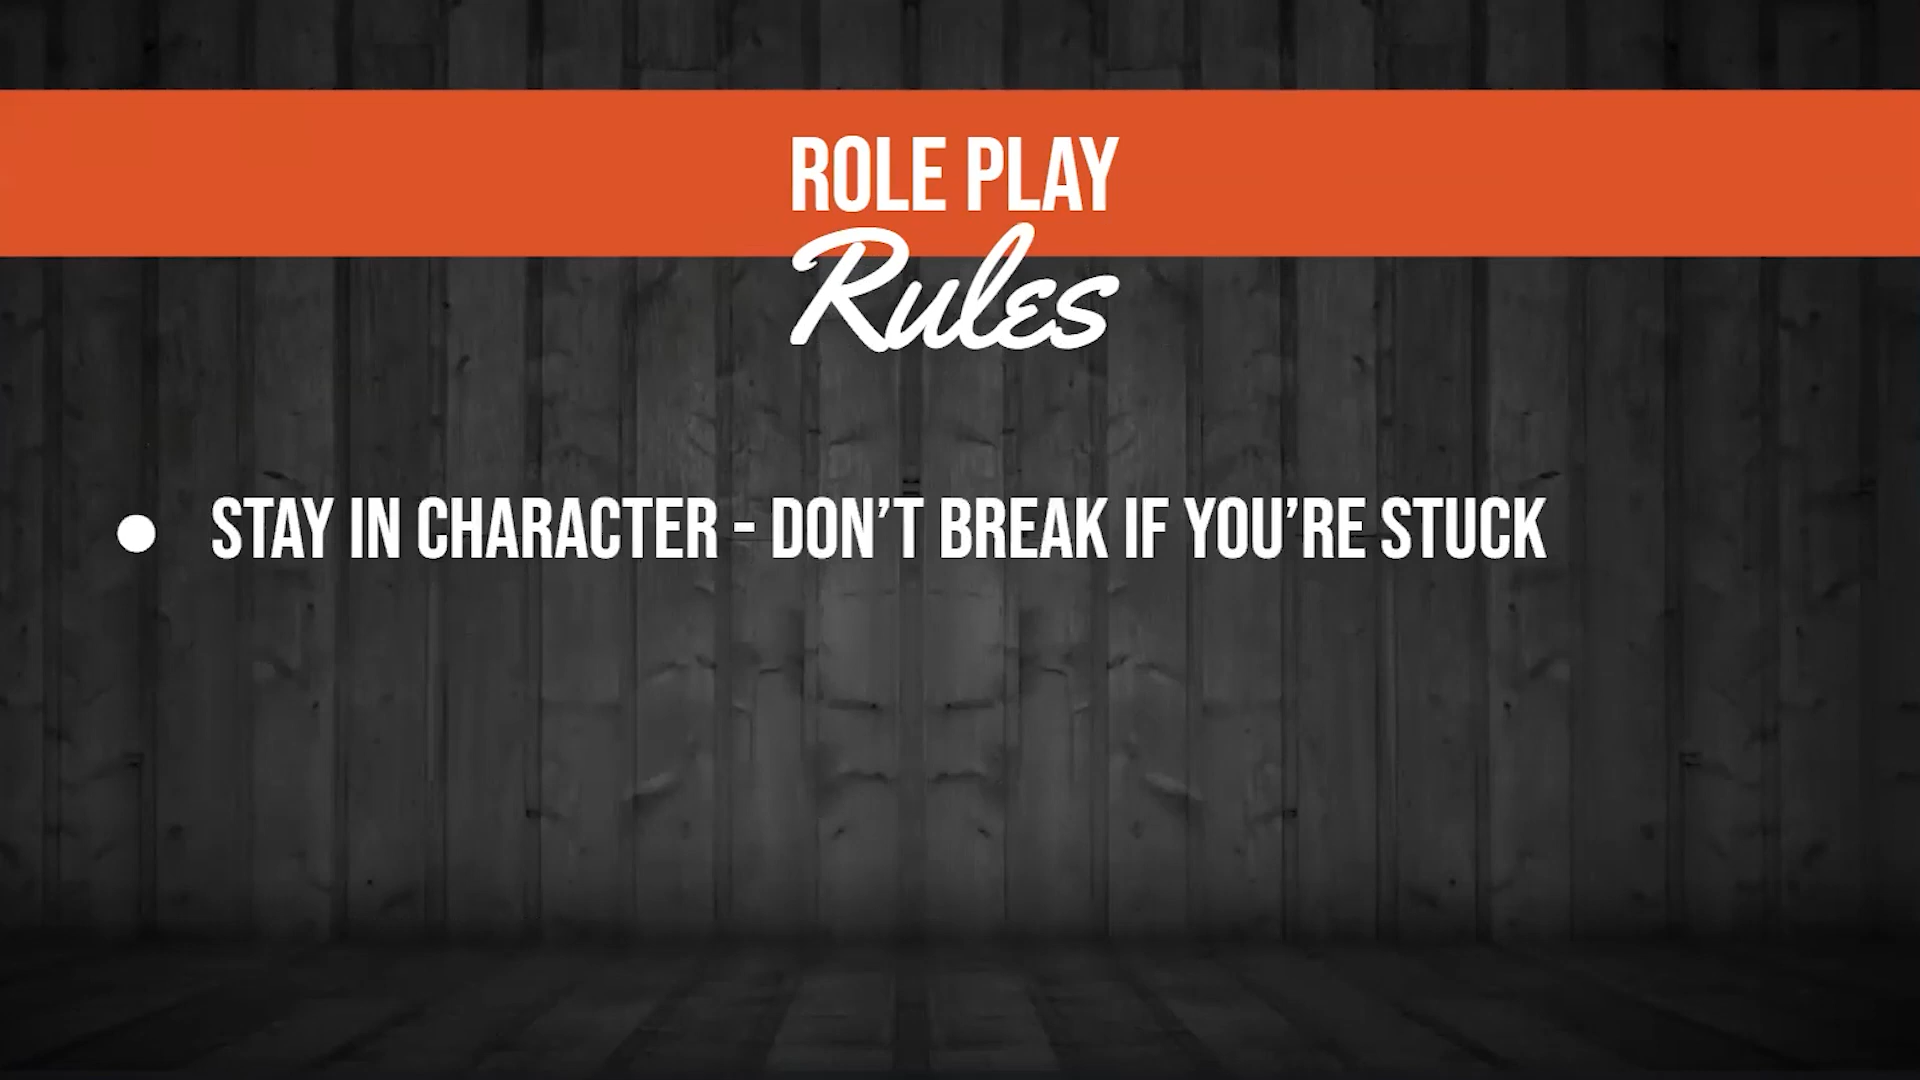 ROLE PLAY
Rules
• STAY IN CHARACTER - DON’T BREAK IF YOU’RE STUCK